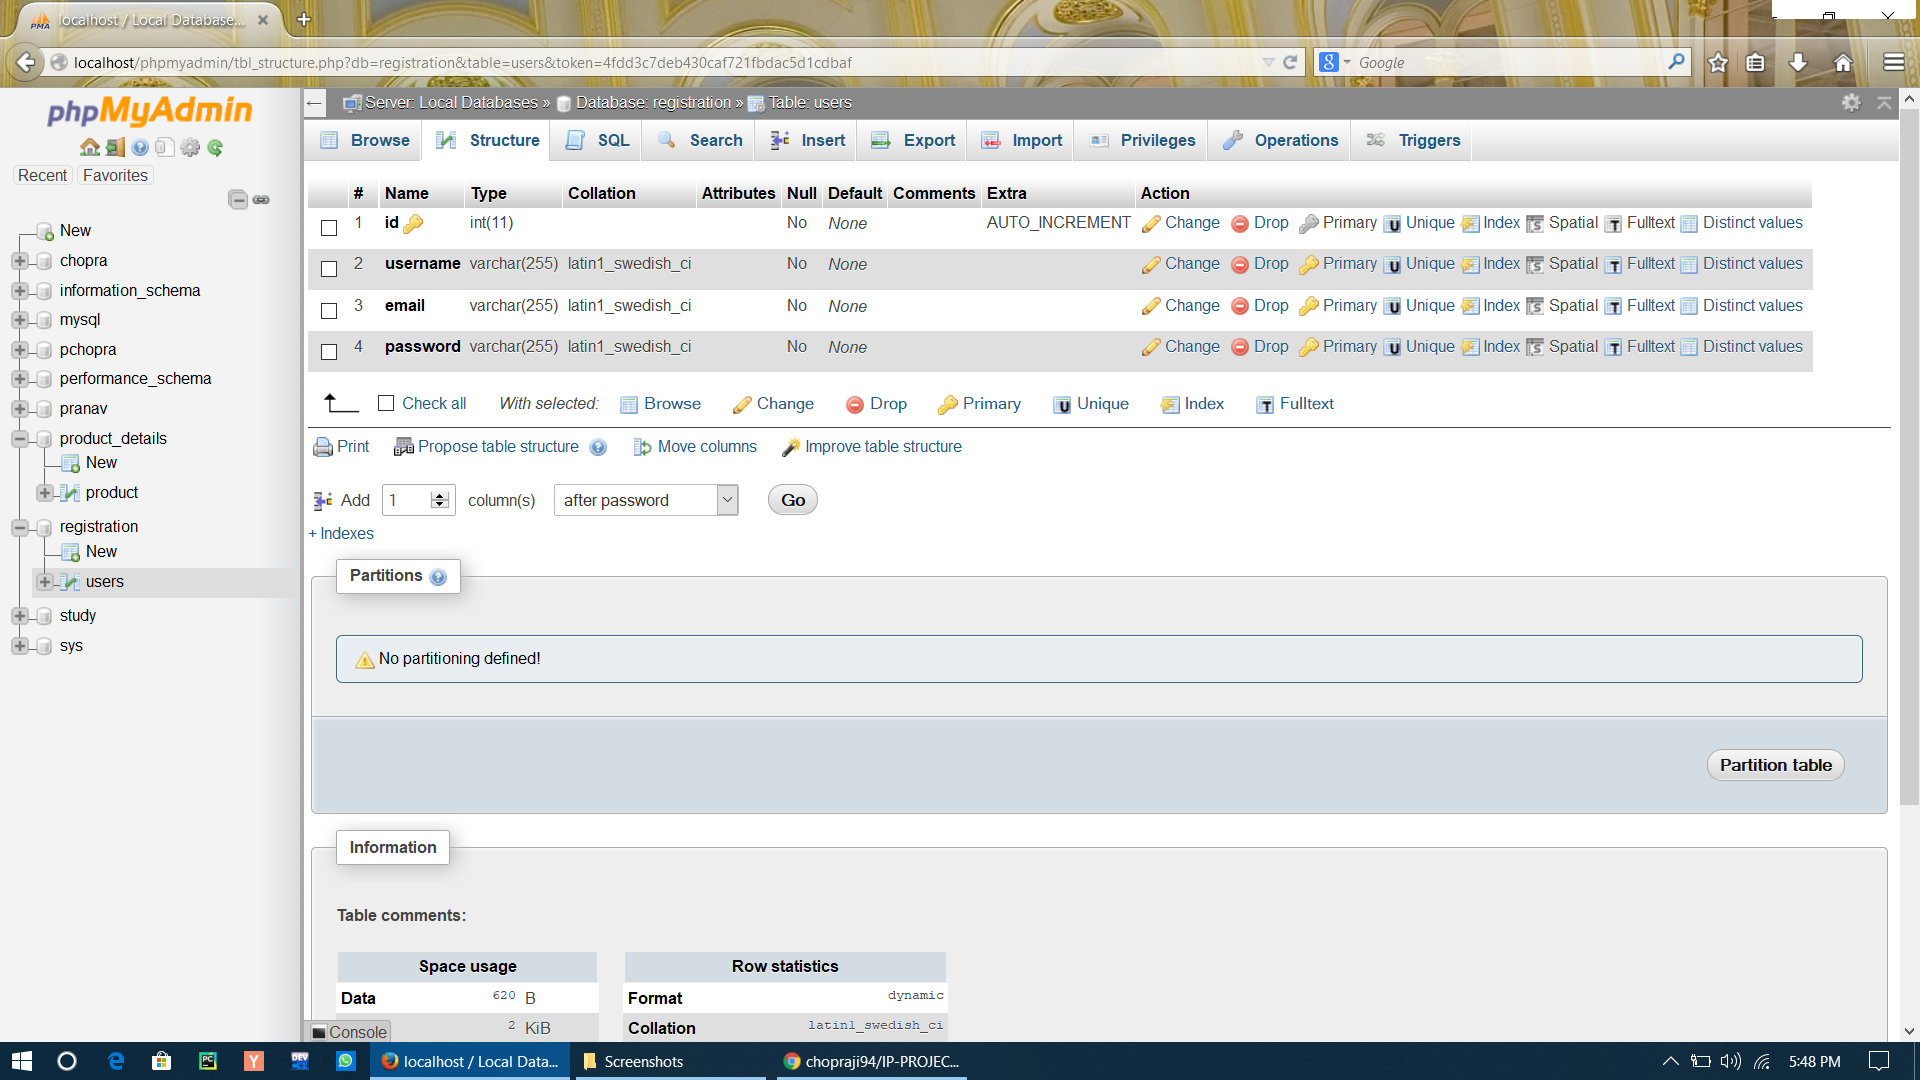 PMA localhost / Local Database...
localhost/phpmyadmin/tbl_structure.php?db=registration&table=users&token=4fdd3c7deb430caf721fbdac5d1cdbaf
Google
phpMyAdmin
Recent Favorites
New
chopra
information_schema
mysql
pchopra
performance_schema
pranav
product_details
New
product
registration
New
users
study
sys
Server: Local Databases » Database: registration » Table: users
Browse Structure SQL Search Insert Export Import Privileges Operations Triggers
# Name Type Collation Attributes Null Default Comments Extra Action
1 id int(11) No None AUTO_INCREMENT Change Drop Primary Unique Index Spatial Fulltext Distinct values
2 username varchar(255) latin1_swedish_ci No None Change Drop Primary Unique Index Spatial Fulltext Distinct values
3 email varchar(255) latin1_swedish_ci No None Change Drop Primary Unique Index Spatial Fulltext Distinct values
4 password varchar(255) latin1_swedish_ci No None Change Drop Primary Unique Index Spatial Fulltext Distinct values
Check all With selected: Browse Change Drop Primary Unique Index Fulltext
Print Propose table structure Move columns Improve table structure
Add 1 column(s) after password Go
+ Indexes
Partitions
No partitioning defined!
Partition table
Information
Table comments:
Space usage Row statistics
Data 620 B Format dynamic
2 KiB Collation latin1_swedish_ci
Console
localhost / Local Data... Screenshots chopraji94/IP-PROJEC... 5:48 PM